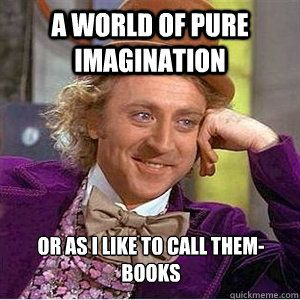 A WORLD OF PURE
IMAGINATION
OR AS I LIKE TO CALL THEM-
BOOKS
quickmeme.com